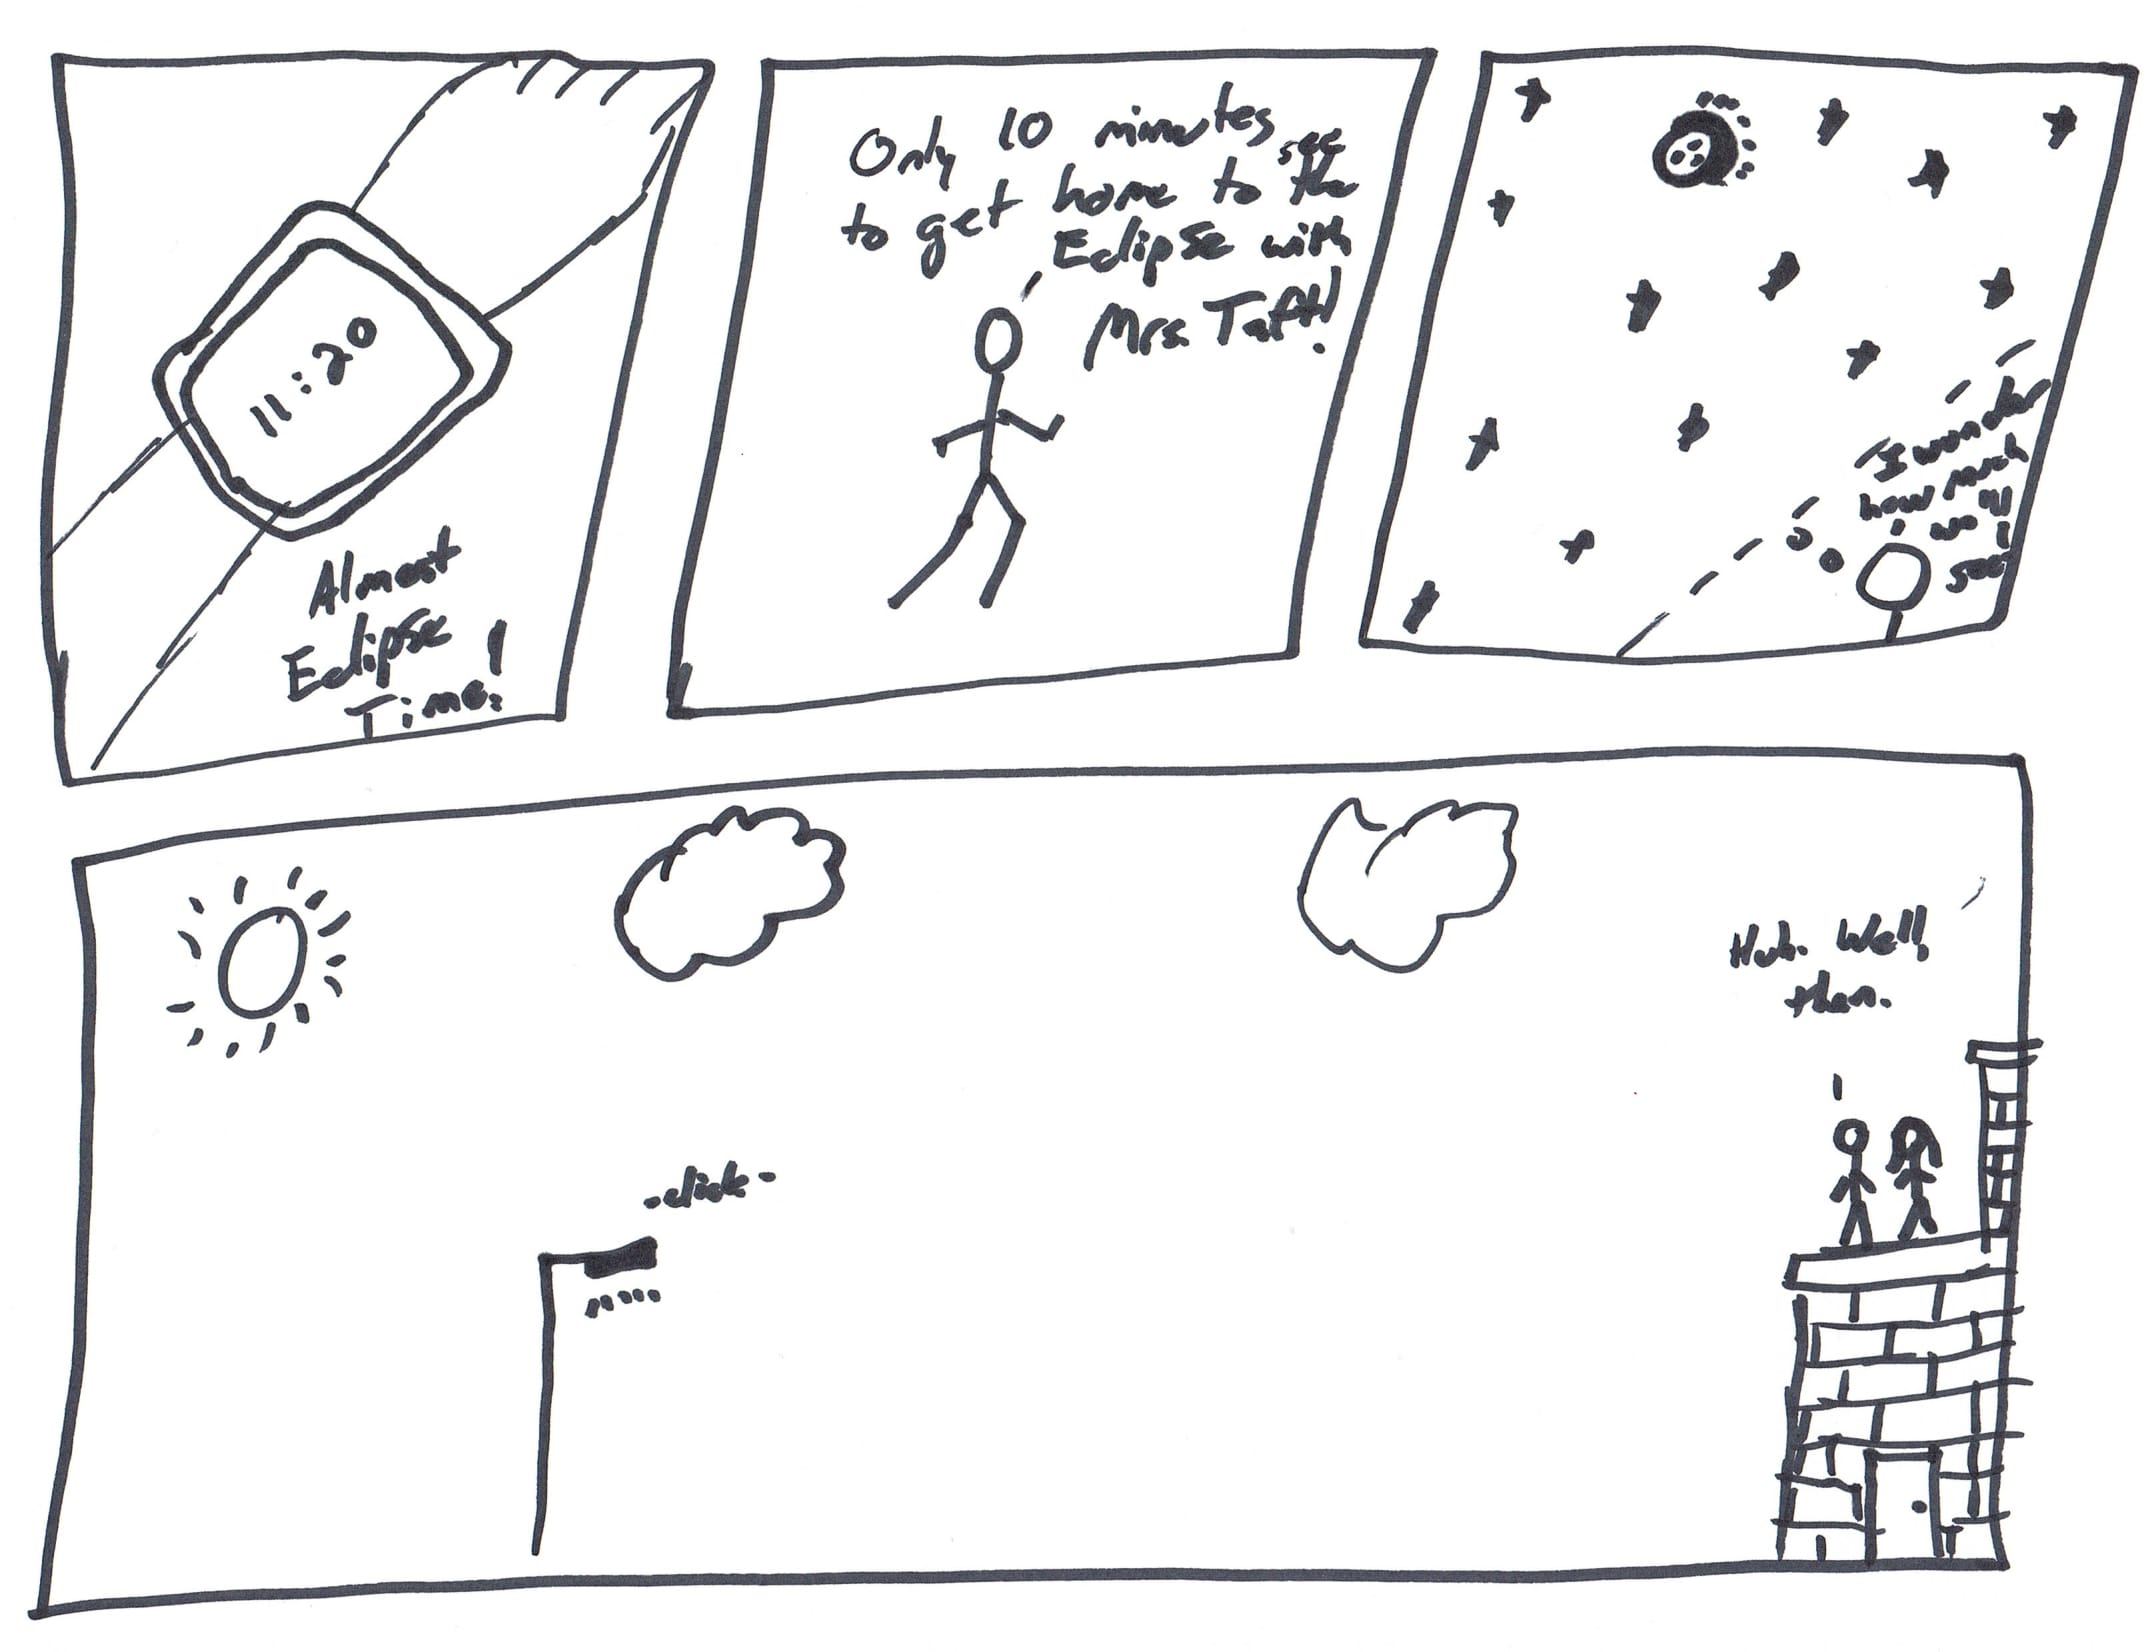 11:20
Almost
Eclipse
Time!
Only 10 minutes see
to get home to the
Eclipse with
Mrs. Taft!
I wonder
how much
we'll
see!
Huh. Well
then.
-click-